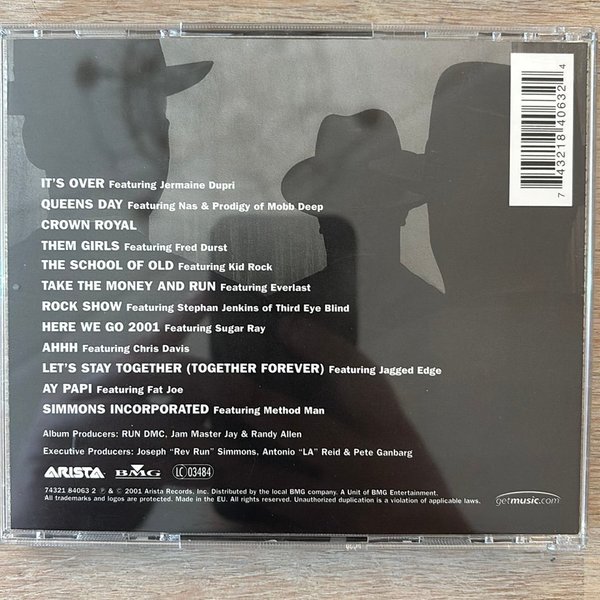 IT'S OVER Featuring Jermaine Dupri
QUEENS DAY Featuring Nas & Prodigy of Mobb Deep
CROWN ROYAL
THEM GIRLS Featuring Fred Durst
THE SCHOOL OF OLD Featuring Kid Rock
TAKE THE MONEY AND RUN Featuring Everlast
ROCK SHOW Featuring Stephan Jenkins of Third Eye Blind
HERE WE GO 2001 Featuring Sugar Ray
AHHH Featuring Chris Davis
LET'S STAY TOGETHER (TOGETHER FOREVER) Featuring Jagged Edge
AY PAPI Featuring Fat Joe
SIMMONS INCORPORATED Featuring Method Man
Album Producers: RUN DMC, Jam Master Jay & Randy Allen
Executive Producers: Joseph "Rev Run" Simmons, Antonio "LA" Reid & Pete Ganbarg
ARISTA BMG LC 03484
74321 84063 2 ℗ & © 2001 Arista Records, Inc. Distributed by the local BMG company. A Unit of BMG Entertainment.
All trademarks and logos are protected. Made in the EU. All rights reserved. Unauthorized duplication is a violation of applicable laws.
getmusic.com
7 43218 40632 4